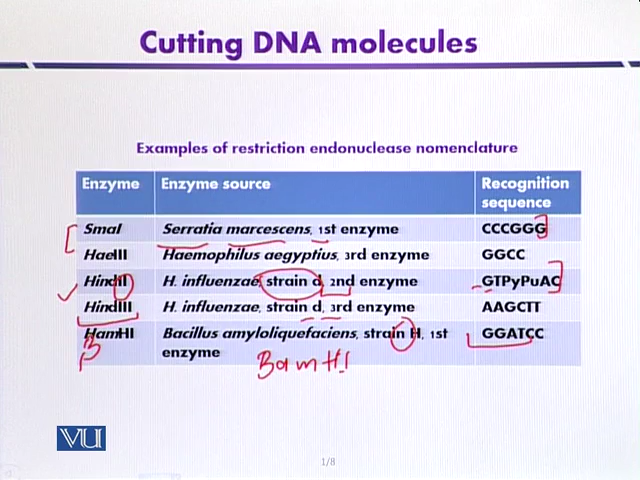 Cutting DNA molecules
Examples of restriction endonuclease nomenclature
Enzyme Enzyme source Recognition sequence
SmaI Serratia marcescens, 1st enzyme CCCGGG
HaeIII Haemophilus aegyptius, 3rd enzyme GGCC
HindII H. influenzae, strain d, 2nd enzyme GTPyPuAC
HindIII H. influenzae, strain d, 3rd enzyme AAGCTT
HamHI Bacillus amyloliquefaciens, strain H, 1st GGATCC
enzyme
B
BamHI
VU
1/8